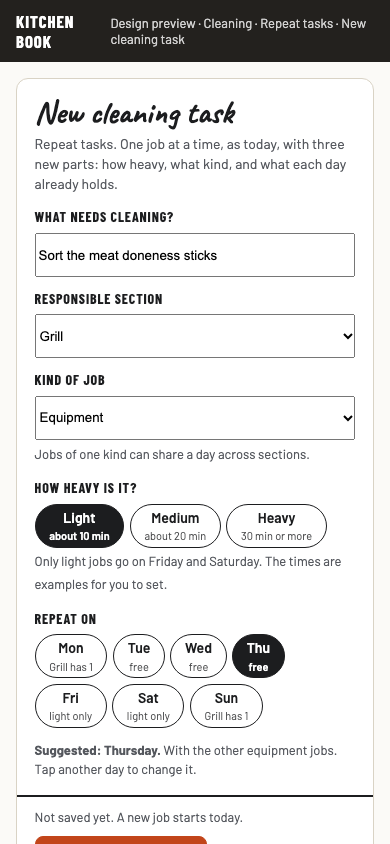 KITCHEN
BOOK
Design preview · Cleaning · Repeat tasks · New
cleaning task
New cleaning task
Repeat tasks. One job at a time, as today, with three
new parts: how heavy, what kind, and what each day
already holds.
WHAT NEEDS CLEANING?
Sort the meat doneness sticks
RESPONSIBLE SECTION
Grill
KIND OF JOB
Equipment
Jobs of one kind can share a day across sections.
HOW HEAVY IS IT?
Light Medium Heavy
about 10 min about 20 min 30 min or more
Only light jobs go on Friday and Saturday. The times are
examples for you to set.
REPEAT ON
Mon Tue Wed Thu
Grill has 1 free free free
Fri Sat Sun
light only light only Grill has 1
Suggested: Thursday. With the other equipment jobs.
Tap another day to change it.
Not saved yet. A new job starts today.